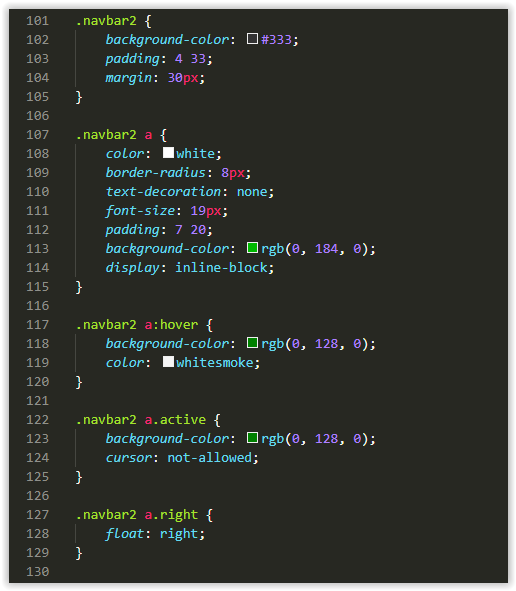 101 .navbar2 {
102 background-color: #333;
103 padding: 4 33;
104 margin: 30px;
105 }
106
107 .navbar2 a {
108 color: white;
109 border-radius: 8px;
110 text-decoration: none;
111 font-size: 19px;
112 padding: 7 20;
113 background-color: rgb(0, 184, 0);
114 display: inline-block;
115 }
116
117 .navbar2 a:hover {
118 background-color: rgb(0, 128, 0);
119 color: whitesmoke;
120 }
121
122 .navbar2 a.active {
123 background-color: rgb(0, 128, 0);
124 cursor: not-allowed;
125 }
126
127 .navbar2 a.right {
128 float: right;
129 }
130